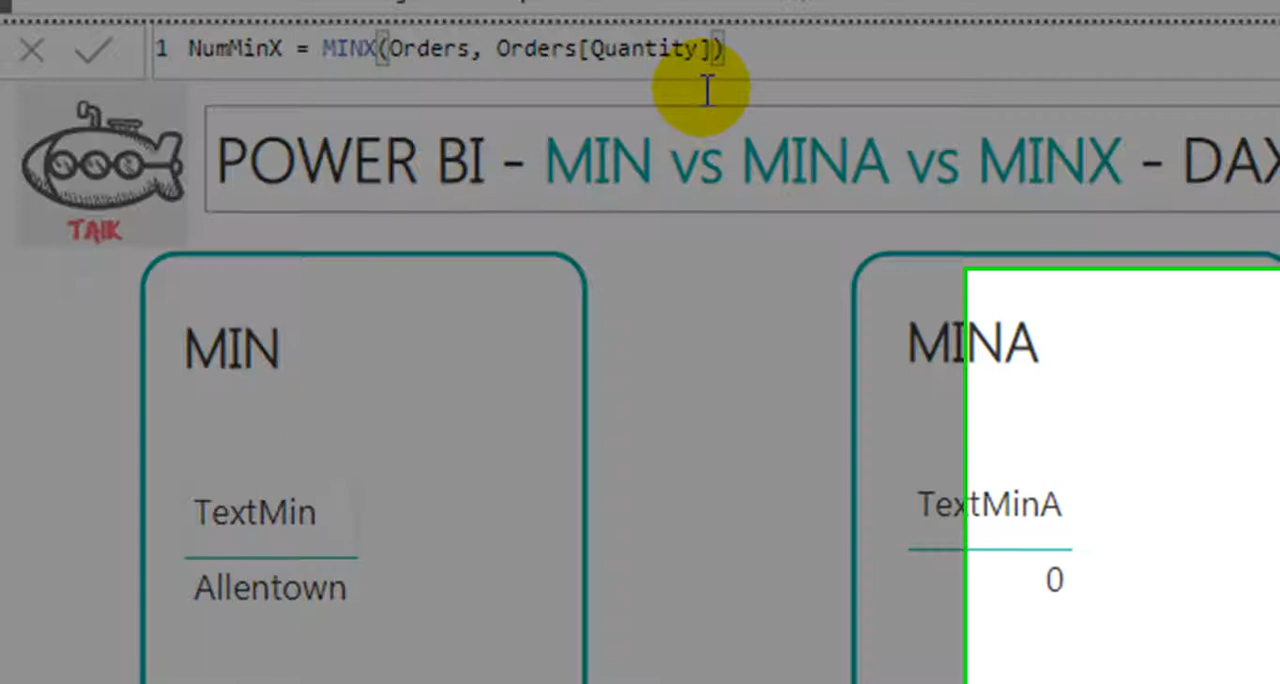 1 NumMinX = MINX(Orders, Orders[Quantity])
POWER BI - MIN vs MINA vs MINX - DAX
TAIK
MIN
MINA
TextMin
TextMinA
Allentown
0